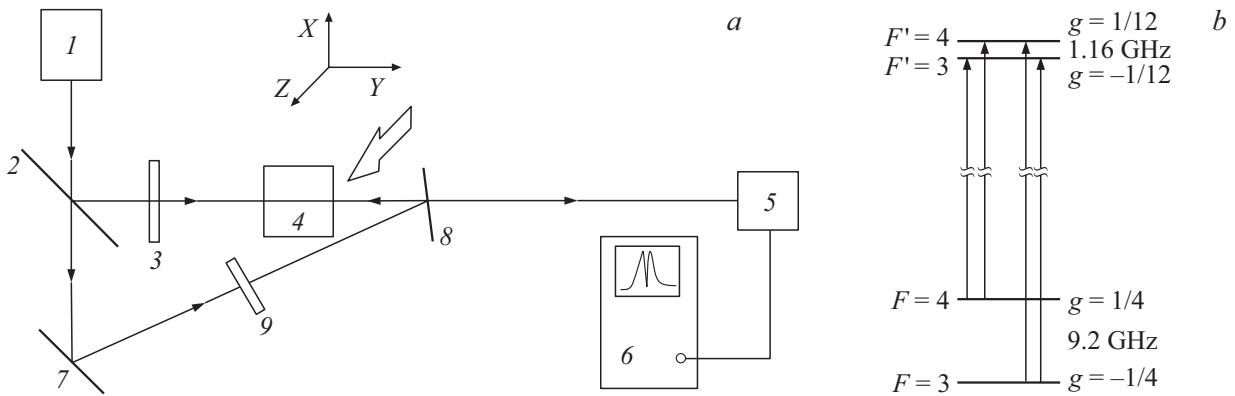 a
1
X
Y
Z
2
3
4
5
8
9
7
6
b
F' = 4
g = 1/12
1.16 GHz
F' = 3
g = –1/12
F = 4
g = 1/4
9.2 GHz
F = 3
g = –1/4